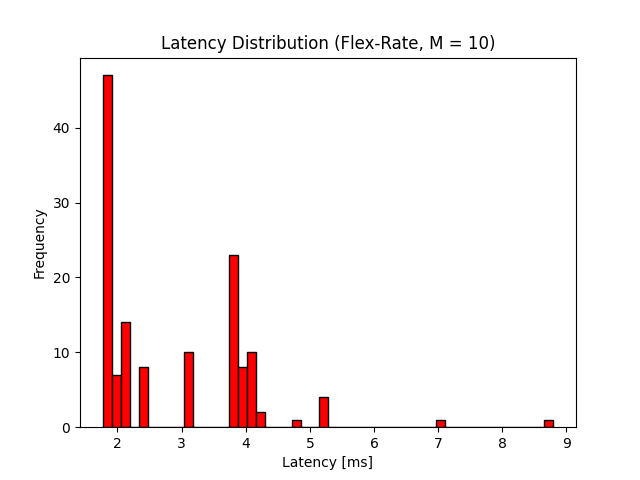 Latency Distribution (Flex-Rate, M = 10)
Frequency
40
30
20
10
0
2 3 4 5 6 7 8 9
Latency [ms]